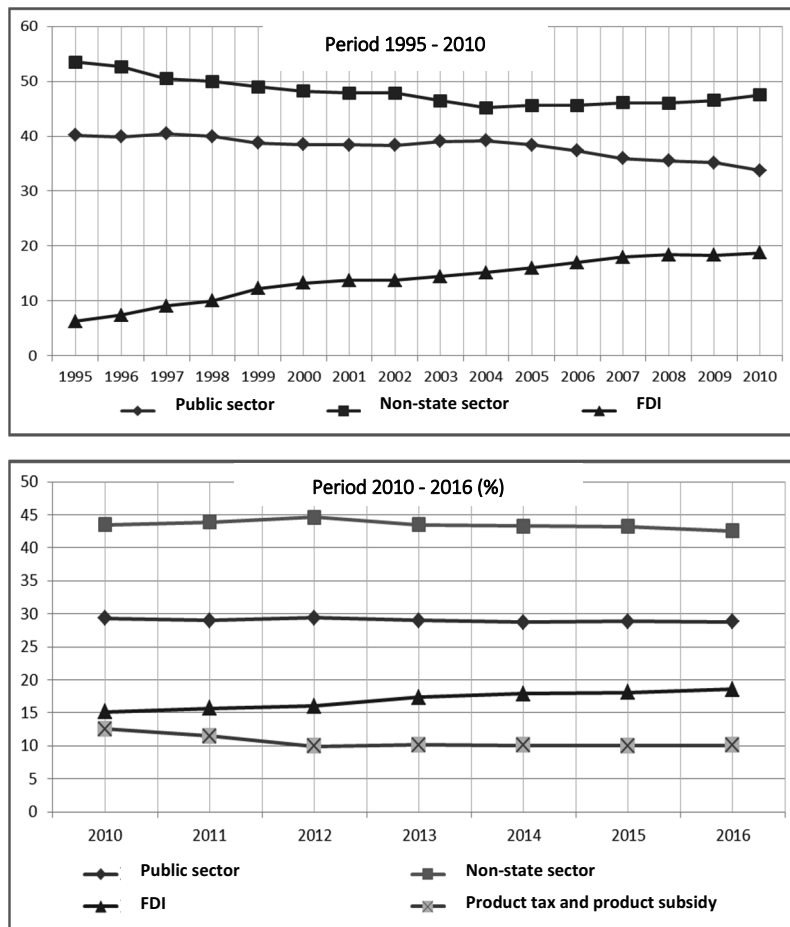 Period 1995 - 2010
60
50
40
30
20
10
0
1995 1996 1997 1998 1999 2000 2001 2002 2003 2004 2005 2006 2007 2008 2009 2010
Public sector Non-state sector FDI
Period 2010 - 2016 (%)
50
45
40
35
30
25
20
15
10
5
0
2010 2011 2012 2013 2014 2015 2016
Public sector Non-state sector
FDI Product tax and product subsidy